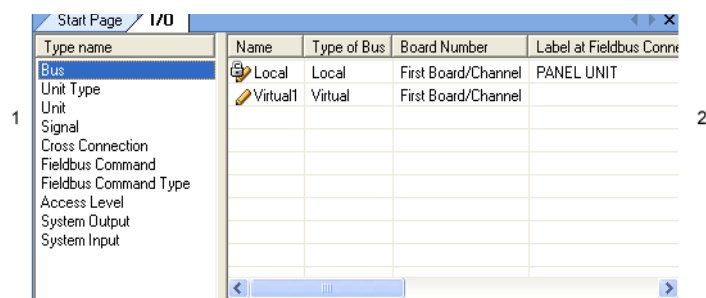 Start Page I/O
Type name
Bus
Unit Type
Unit
Signal
Cross Connection
Fieldbus Command
Fieldbus Command Type
Access Level
System Output
System Input
Name Type of Bus Board Number Label at Fieldbus Conne
Local Local First Board/Channel PANEL UNIT
Virtual1 Virtual First Board/Channel
1
2